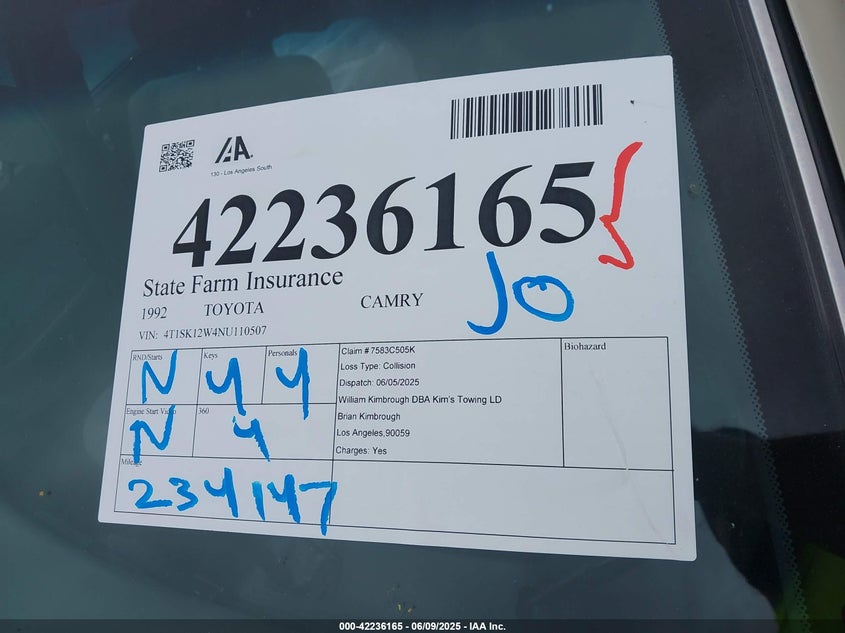 IAA.
130 - Los Angeles South
42236165 {
State Farm Insurance
JO
1992 TOYOTA CAMRY
VIN: 4T1SK12W4NU110507
RND/Starts Keys Personals
N Y Y
Engine Start Video 360
N Y
Mileage
234147
Claim # 7583C505K
Loss Type: Collision
Dispatch: 06/05/2025
William Kimbrough DBA Kim's Towing LD
Brian Kimbrough
Los Angeles,90059
Charges: Yes
Biohazard
000-42236165 - 06/09/2025 - IAA Inc.